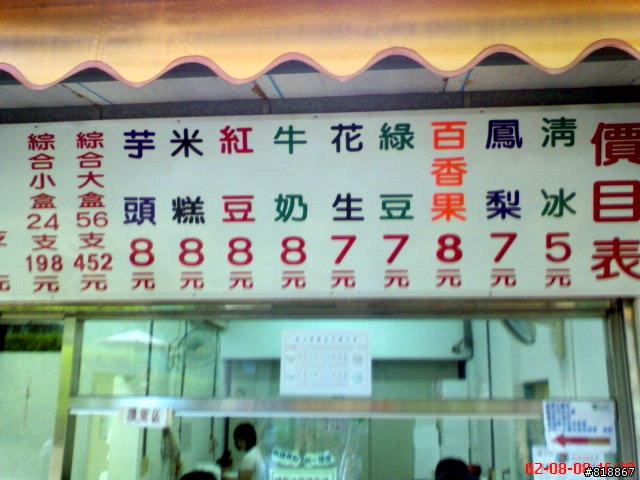 價目表
清冰5元
鳳梨7元
百香果8元
綠豆7元
花生7元
牛奶8元
紅豆8元
米糕8元
芋頭8元
綜合大盒56支452元
綜合小盒24支198元
元
#818867